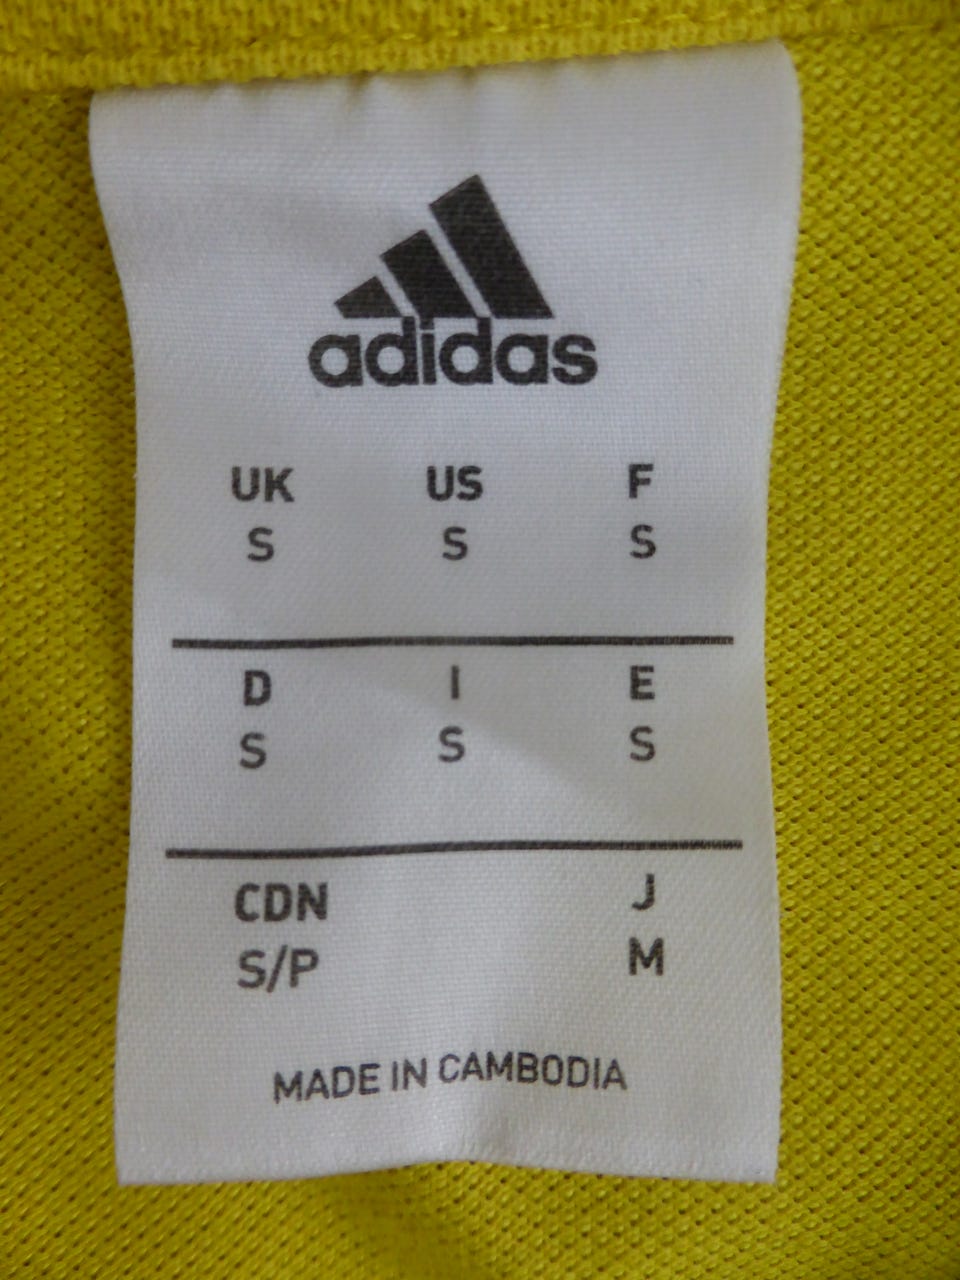 adidas
UK US F
S S S
D I E
S S S
CDN J
S/P M
MADE IN CAMBODIA